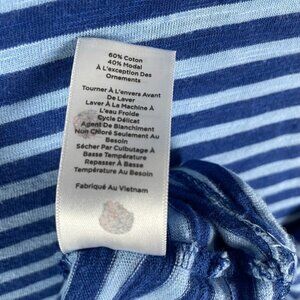 60% Coton
40% Modal
À L'exception Des
Ornements
Tourner À L'envers Avant
De Laver
Laver À La Machine À
L'eau Froide
Cycle Délicat
Agent De Blanchiment
Non Chloré Seulement Au
Besoin
Sécher Par Culbutage À
Basse Température
Repasser À Basse
Température Au Besoin
Fabriqué Au Vietnam